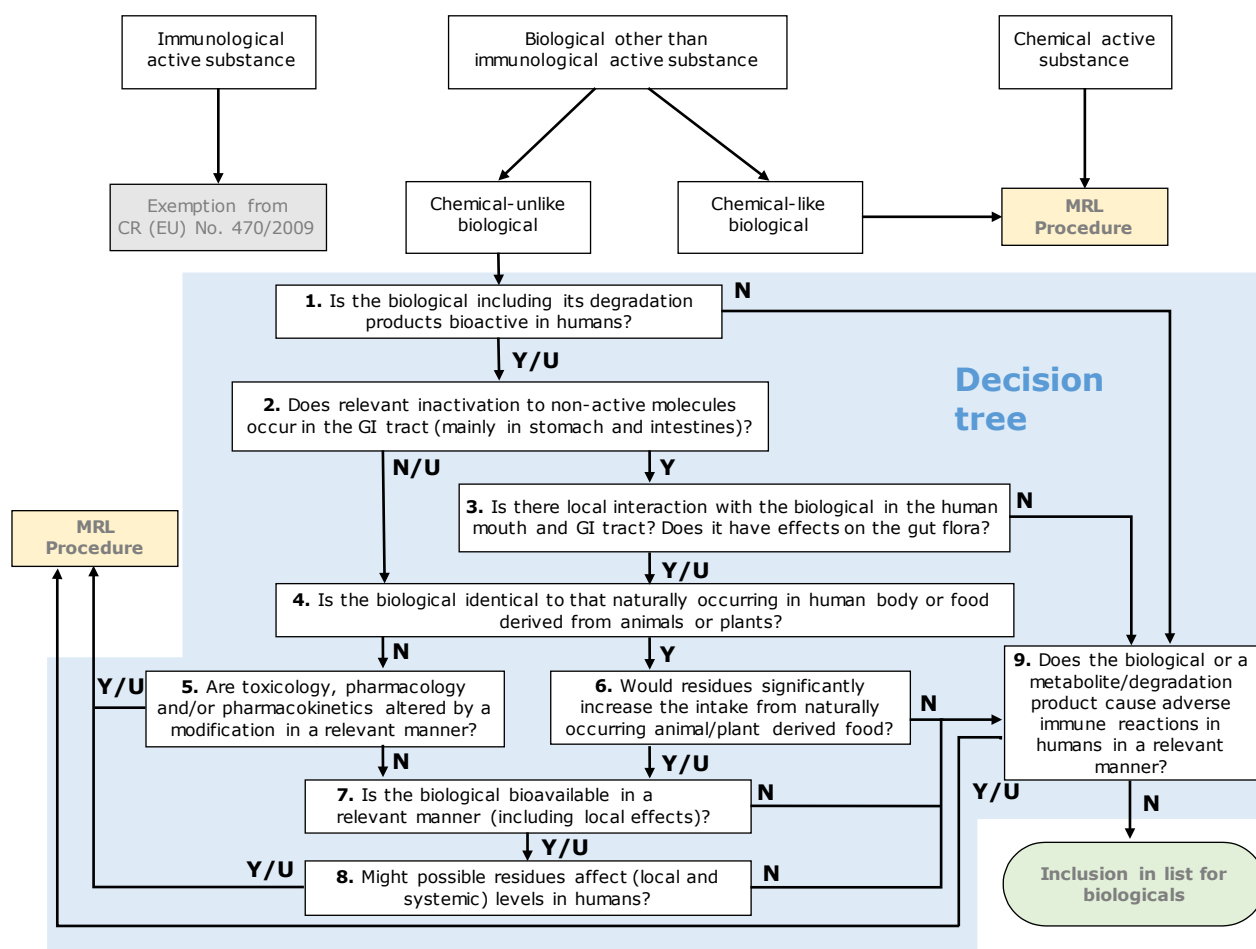 Immunological
active substance
Biological other than
immunological active substance
Chemical active
substance
Exemption from
CR (EU) No. 470/2009
Chemical-unlike
biological
Chemical-like
biological
MRL
Procedure
1. Is the biological including its degradation
products bioactive in humans?
N
Y/U
Decision
tree
2. Does relevant inactivation to non-active molecules
occur in the GI tract (mainly in stomach and intestines)?
N/U
Y
3. Is there local interaction with the biological in the human
mouth and GI tract? Does it have effects on the gut flora?
N
MRL
Procedure
Y/U
4. Is the biological identical to that naturally occurring in human body or food
derived from animals or plants?
N
Y
Y/U
5. Are toxicology, pharmacology
and/or pharmacokinetics altered by a
modification in a relevant manner?
6. Would residues significantly
increase the intake from naturally
occurring animal/plant derived food?
N
9. Does the biological or a
metabolite/degradation
product cause adverse
immune reactions in
humans in a relevant
manner?
N
Y/U
Y/U
N
7. Is the biological bioavailable in a
relevant manner (including local effects)?
N
Y/U
Y/U
8. Might possible residues affect (local and
systemic) levels in humans?
N
Inclusion in list for
biologicals